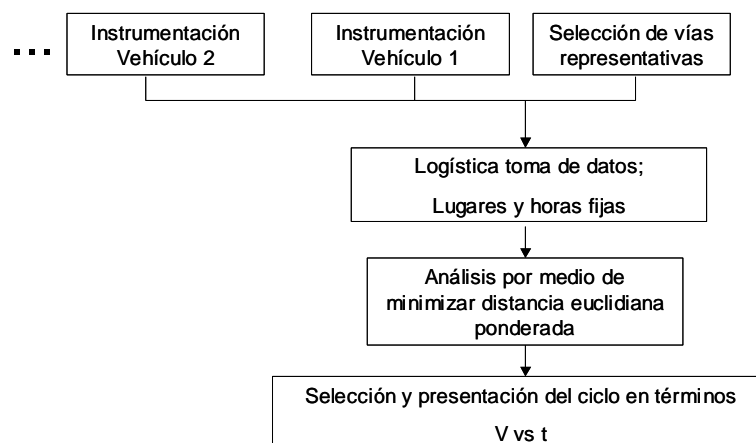 ...
Instrumentación
Vehículo 2
Instrumentación
Vehículo 1
Selección de vías
representativas
Logística toma de datos;
Lugares y horas fijas
Análisis por medio de
minimizar distancia euclidiana
ponderada
Selección y presentación del ciclo en términos
V vs t